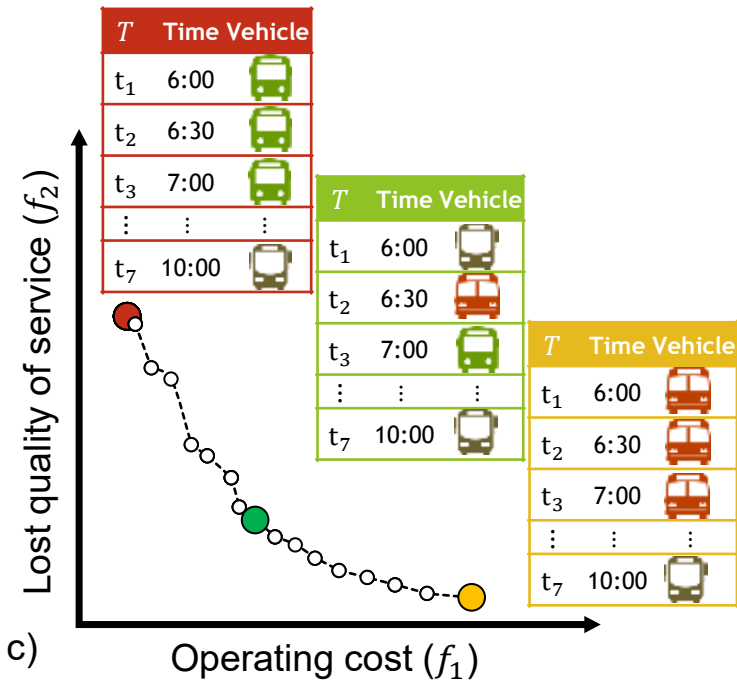 T Time Vehicle
t₁ 6:00
t₂ 6:30
t₃ 7:00
⋮ ⋮ ⋮
t₇ 10:00
T Time Vehicle
t₁ 6:00
t₂ 6:30
t₃ 7:00
⋮ ⋮ ⋮
t₇ 10:00
T Time Vehicle
t₁ 6:00
t₂ 6:30
t₃ 7:00
⋮ ⋮ ⋮
t₇ 10:00
Lost quality of service (f₂)
Operating cost (f₁)
c)